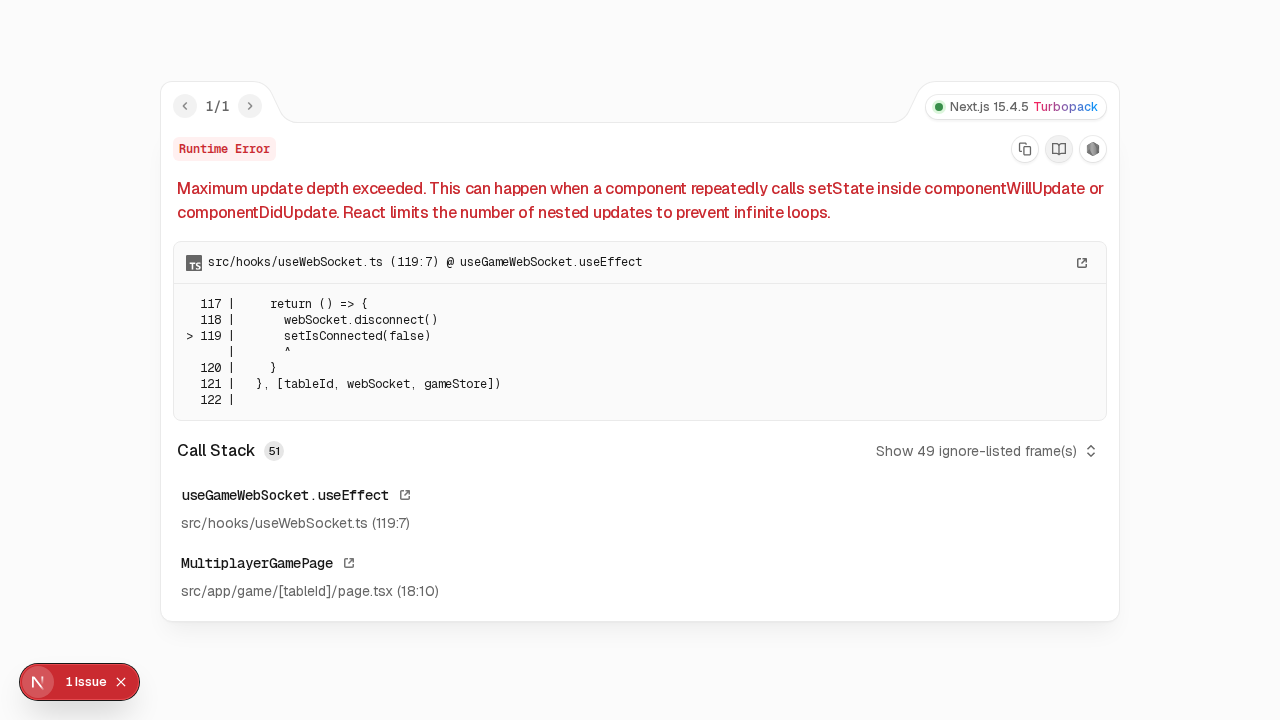 1/1
Next.js 15.4.5 Turbopack
Runtime Error
Maximum update depth exceeded. This can happen when a component repeatedly calls setState inside componentWillUpdate or
componentDidUpdate. React limits the number of nested updates to prevent infinite loops.
TS src/hooks/useWebSocket.ts (119:7) @ useGameWebSocket.useEffect
  117 |     return () => {
  118 |       webSocket.disconnect()
> 119 |       setIsConnected(false)
      |       ^
  120 |     }
  121 |   }, [tableId, webSocket, gameStore])
  122 |
Call Stack 51
Show 49 ignore-listed frame(s)
useGameWebSocket.useEffect
src/hooks/useWebSocket.ts (119:7)
MultiplayerGamePage
src/app/game/[tableId]/page.tsx (18:10)
N 1 Issue